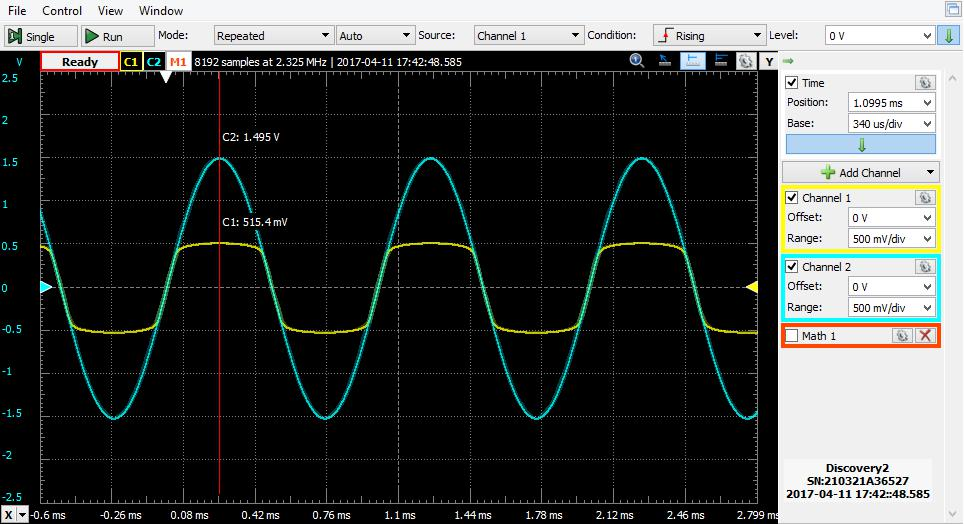 File Control View Window
Single Run Mode: Repeated Auto Source: Channel 1 Condition: Rising Level: 0 V
V Ready C1 C2 M1 8192 samples at 2.325 MHz | 2017-04-11 17:42:48.585 Y
2.5
2
1.5
1
0.5
0
-0.5
-1
-1.5
-2
-2.5
C2: 1.495 V
C1: 515.4 mV
X -0.6 ms -0.26 ms 0.08 ms 0.42 ms 0.76 ms 1.1 ms 1.44 ms 1.78 ms 2.12 ms 2.46 ms 2.799 ms
Time
Position: 1.0995 ms
Base: 340 us/div
Add Channel
Channel 1
Offset: 0 V
Range: 500 mV/div
Channel 2
Offset: 0 V
Range: 500 mV/div
Math 1
Discovery2
SN:210321A36527
2017-04-11 17:42::48.585